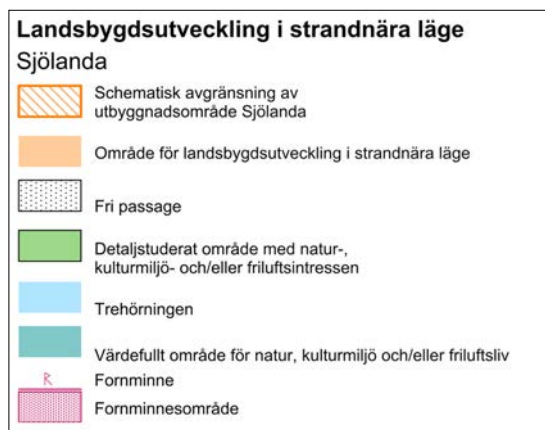 Landsbygdsutveckling i strandnära läge
Sjölanda
Schematisk avgränsning av
utbyggnadsområde Sjölanda
Område för landsbygdsutveckling i strandnära läge
Fri passage
Detaljstuderat område med natur-,
kulturmiljö- och/eller friluftsintressen
Trehörningen
Värdefullt område för natur, kulturmiljö och/eller friluftsliv
R Fornminne
Fornminnesområde